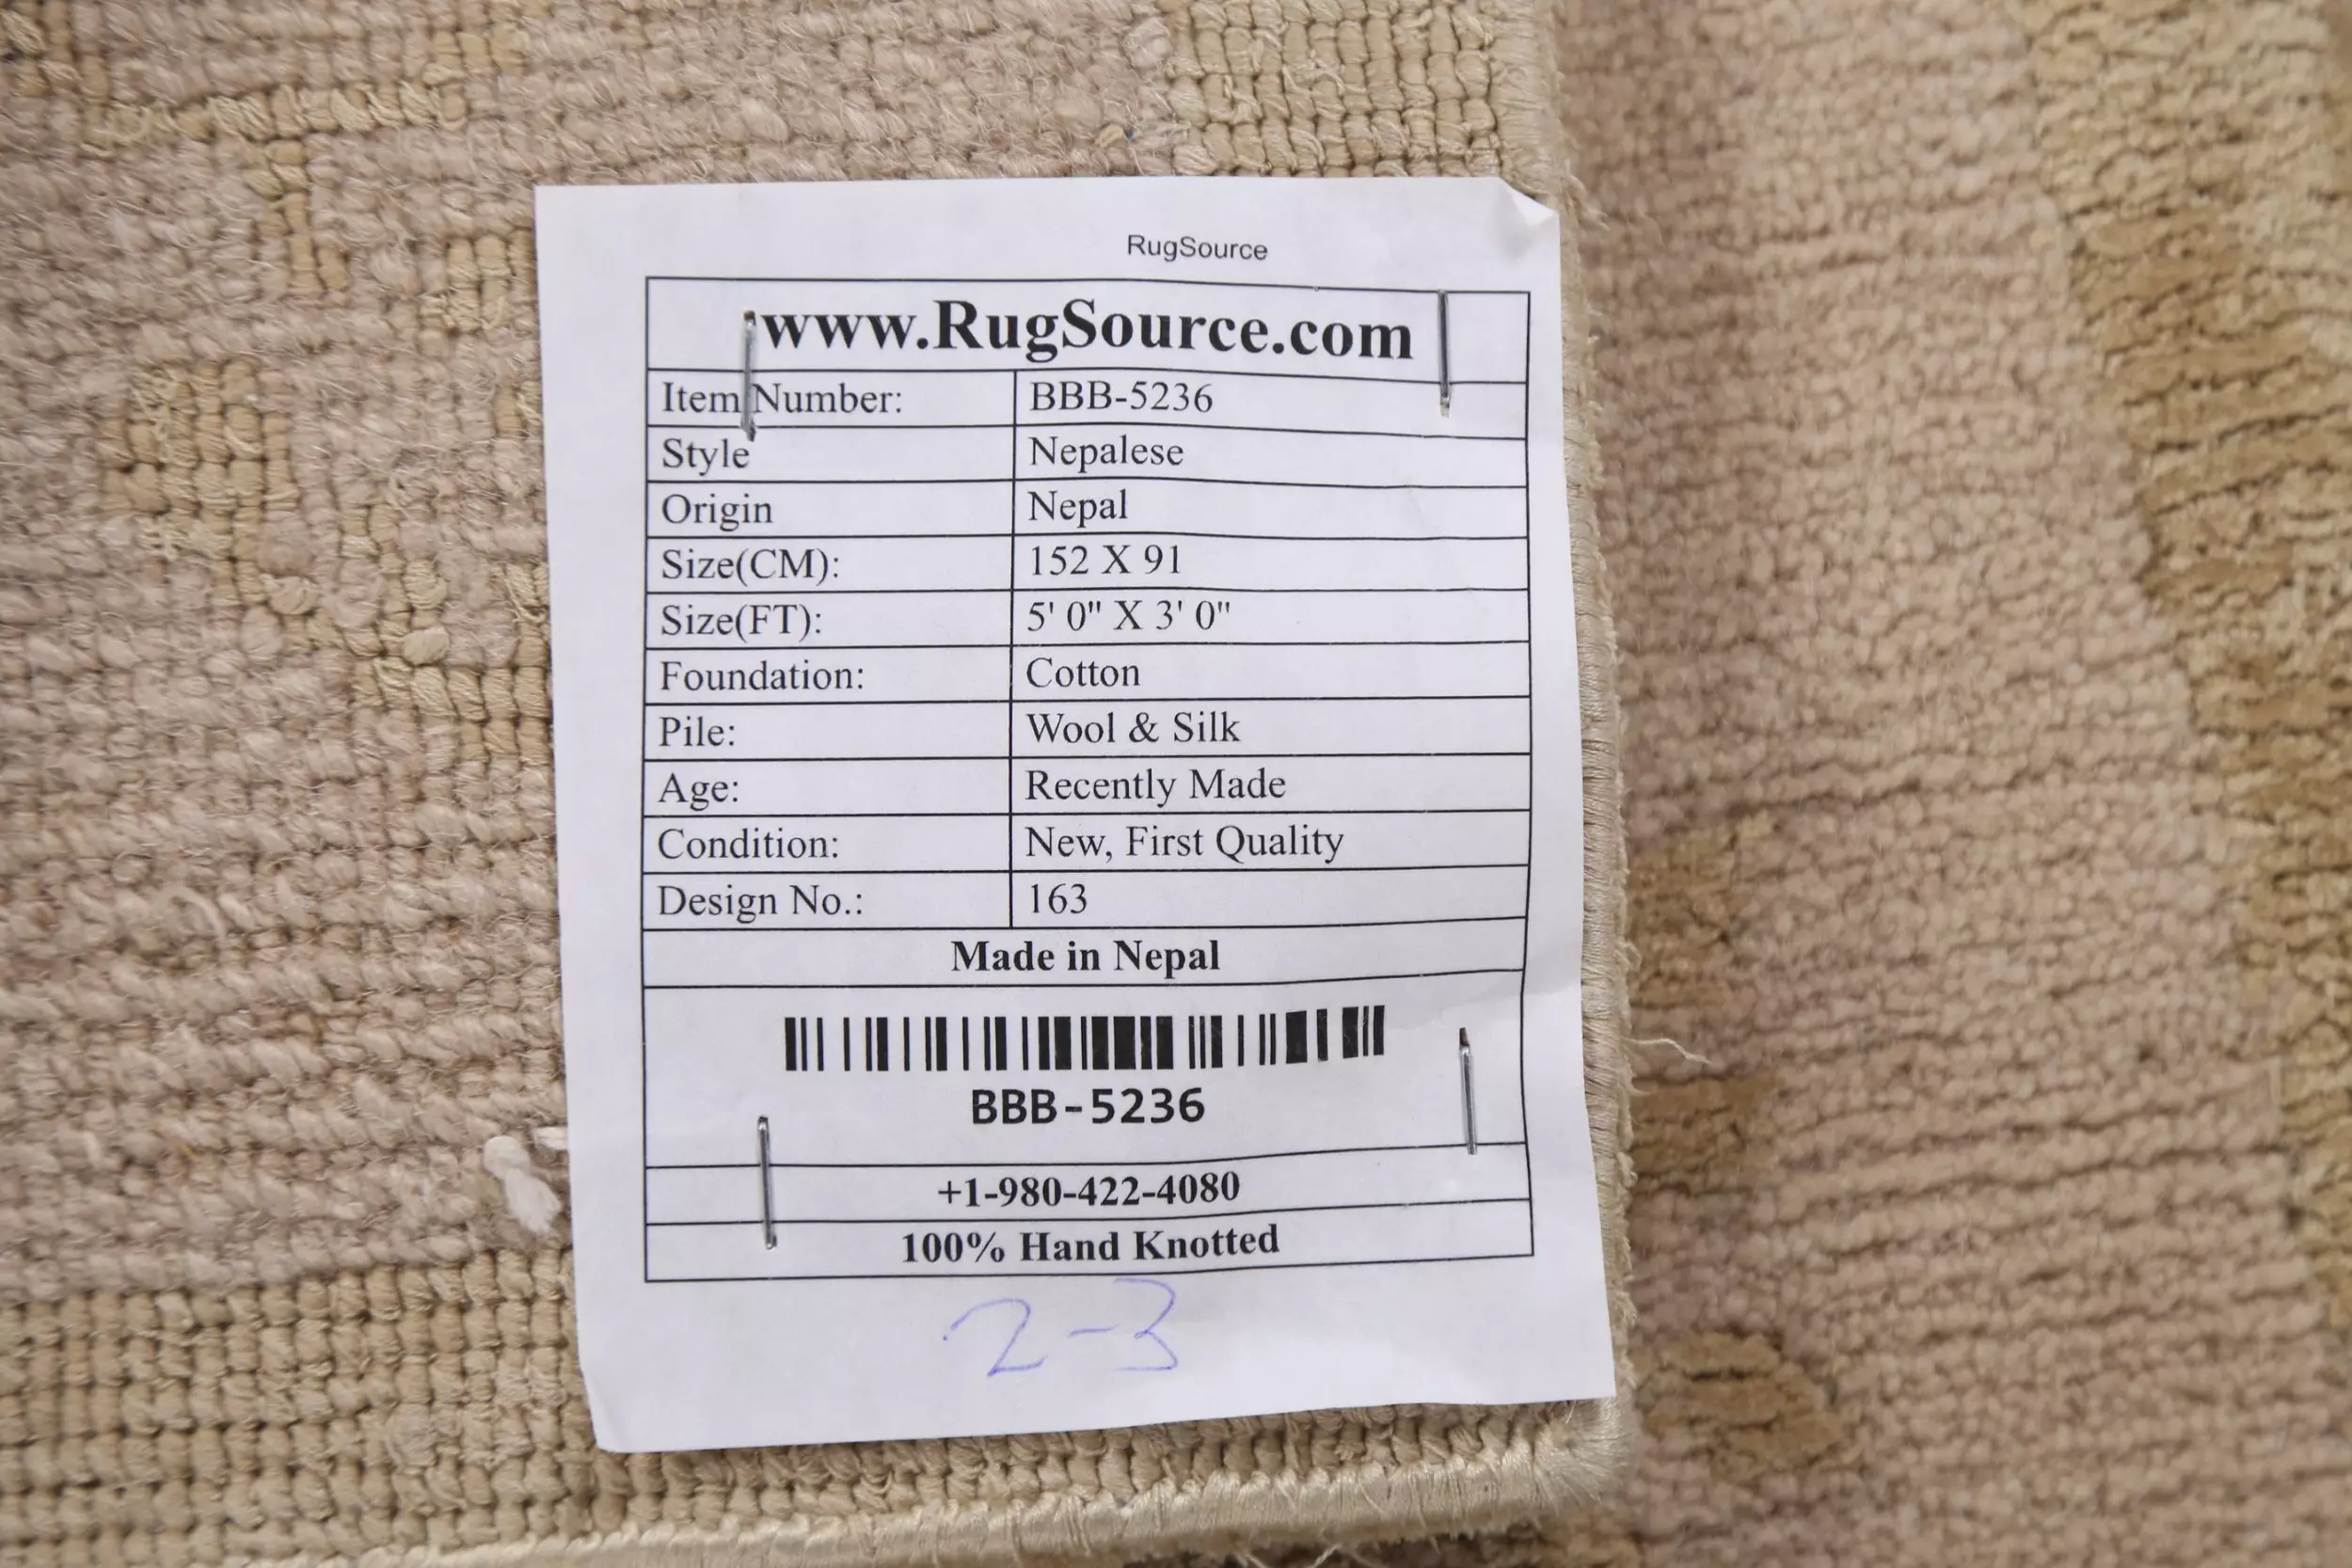 RugSource
www.RugSource.com
Item Number: BBB-5236
Style Nepalese
Origin Nepal
Size(CM): 152 X 91
Size(FT): 5' 0" X 3' 0"
Foundation: Cotton
Pile: Wool & Silk
Age: Recently Made
Condition: New, First Quality
Design No.: 163
Made in Nepal
BBB-5236
+1-980-422-4080
100% Hand Knotted
2-3